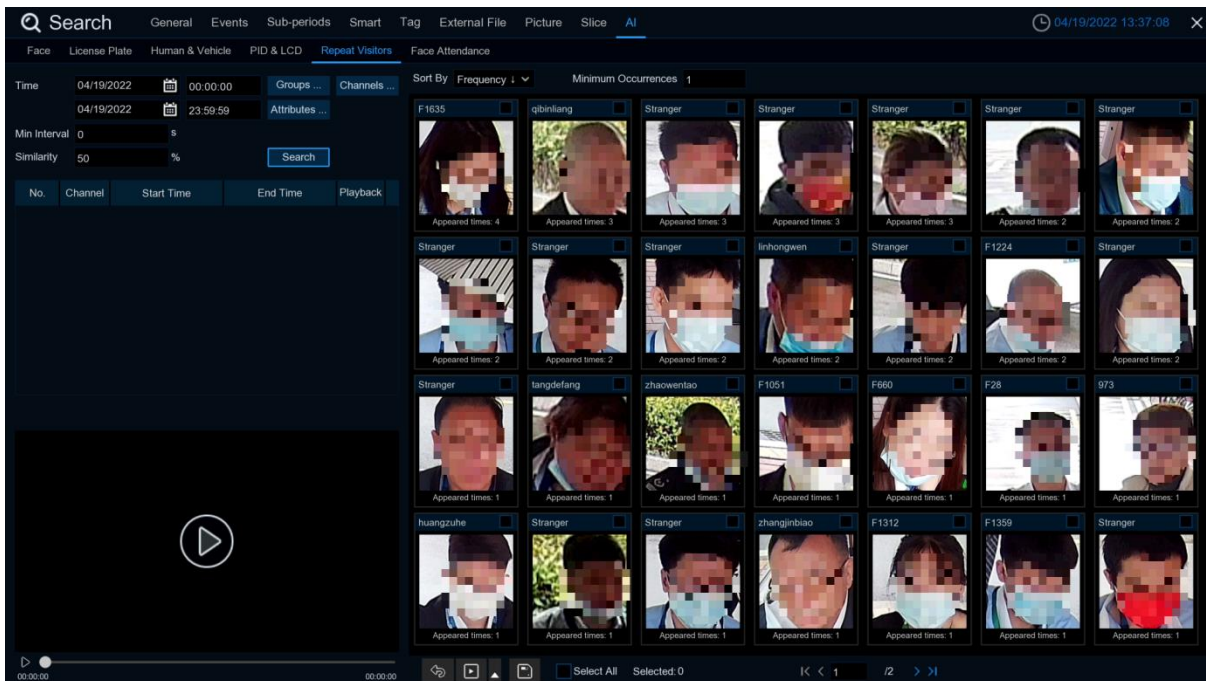 Search General Events Sub-periods Smart Tag External File Picture Slice AI 04/19/2022 13:37:08
Face License Plate Human & Vehicle PID & LCD Repeat Visitors Face Attendance
Time 04/19/2022 00:00:00 Groups ... Channels ...
04/19/2022 23:59:59 Attributes ...
Min Interval 0 s
Similarity 50 % Search
No. Channel Start Time End Time Playback
00:00:00 00:00:00
Sort By Frequency ↓ Minimum Occurrences 1
F1635 qibinliang Stranger Stranger Stranger Stranger Stranger
Appeared times: 4 Appeared times: 3 Appeared times: 3 Appeared times: 3 Appeared times: 3 Appeared times: 2 Appeared times: 2
Stranger Stranger Stranger linhongwen Stranger F1224 Stranger
Appeared times: 2 Appeared times: 2 Appeared times: 2 Appeared times: 2 Appeared times: 2 Appeared times: 2 Appeared times: 2
Stranger tangdefang zhaowentao F1051 F660 F28 973
Appeared times: 1 Appeared times: 1 Appeared times: 1 Appeared times: 1 Appeared times: 1 Appeared times: 1 Appeared times: 1
huangzuhe Stranger Stranger zhangjinbiao F1312 F1359 Stranger
Appeared times: 1 Appeared times: 1 Appeared times: 1 Appeared times: 1 Appeared times: 1 Appeared times: 1 Appeared times: 1
Select All Selected: 0 1 /2